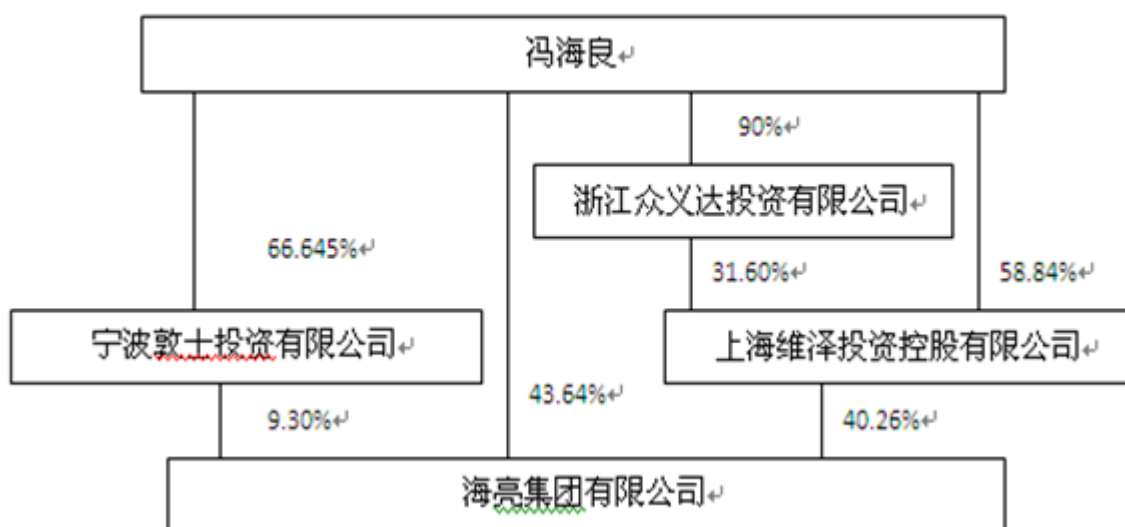 冯海良
90%
浙江众义达投资有限公司
66.645%
31.60%
58.84%
宁波敦士投资有限公司
上海维泽投资控股有限公司
9.30%
43.64%
40.26%
海亮集团有限公司